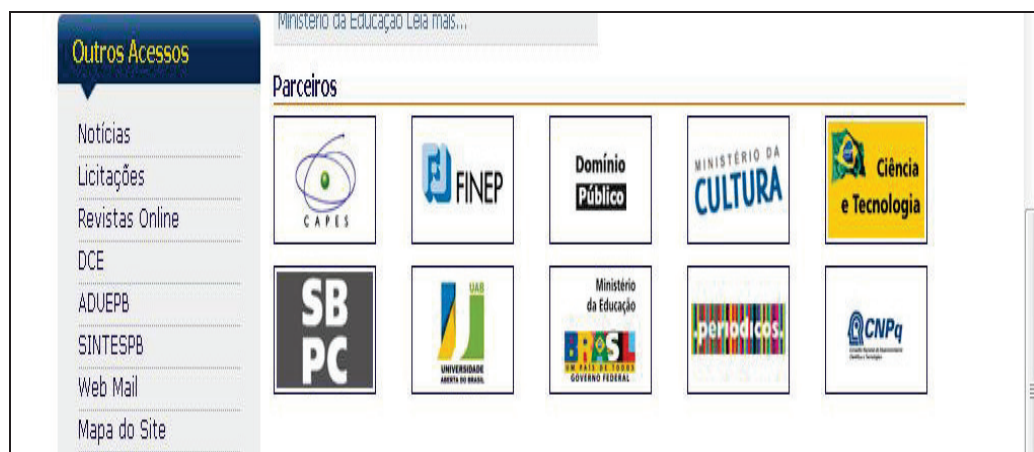 Ministério da Educação Leia mais...
Outros Acessos
Notícias
Licitações
Revistas Online
DCE
ADUEPB
SINTESPB
Web Mail
Mapa do Site
Parceiros
CAPES
FINEP
Domínio
Público
MINISTÉRIO DA
CULTURA
Ciência
e Tecnologia
SB
PC
UAB
UNIVERSIDADE
ABERTA DO BRASIL
Ministério
da Educação
BRASIL
UM PAÍS DE TODOS
GOVERNO FEDERAL
.periodicos.
CNPq